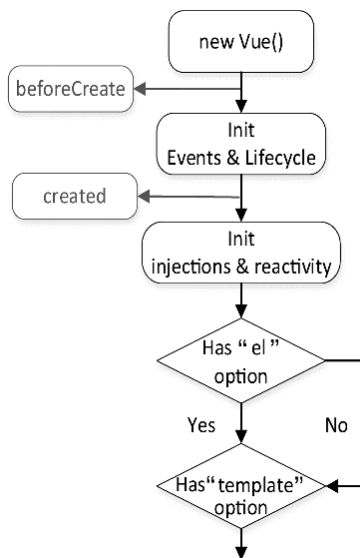 new Vue()
beforeCreate
Init
Events & Lifecycle
created
Init
injections & reactivity
Has “ el ”
option
Yes
No
Has“ template”
option